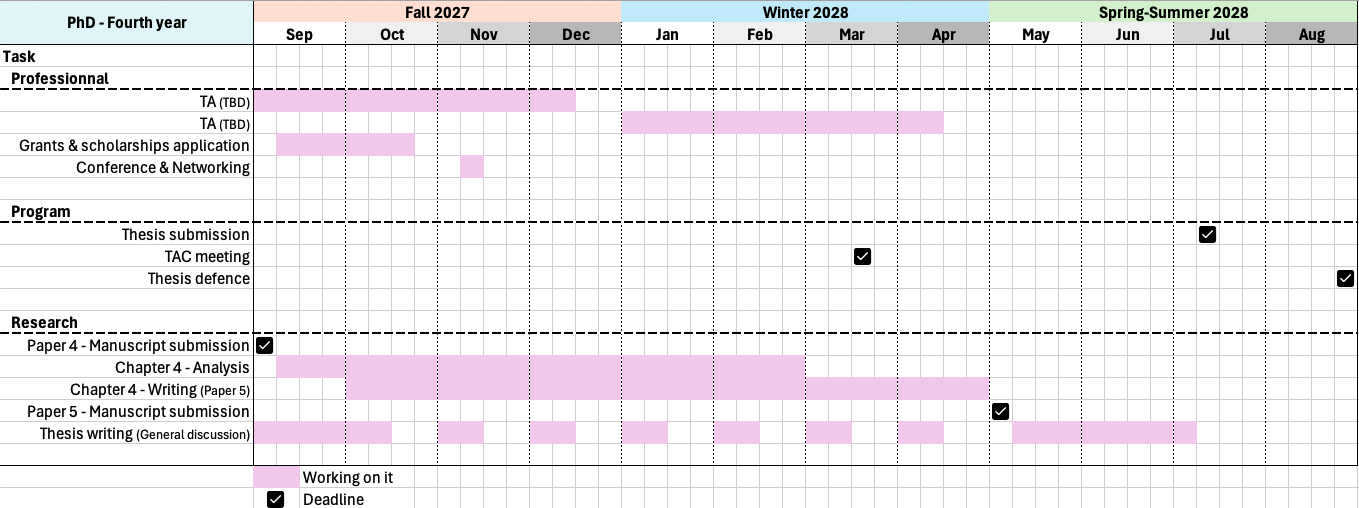 PhD - Fourth year
Fall 2027 Winter 2028 Spring-Summer 2028
Sep Oct Nov Dec Jan Feb Mar Apr May Jun Jul Aug
Task
Professionnal
TA (TBD)
TA (TBD)
Grants & scholarships application
Conference & Networking
Program
Thesis submission
TAC meeting
Thesis defence
Research
Paper 4 - Manuscript submission
Chapter 4 - Analysis
Chapter 4 - Writing (Paper 5)
Paper 5 - Manuscript submission
Thesis writing (General discussion)
Working on it
Deadline